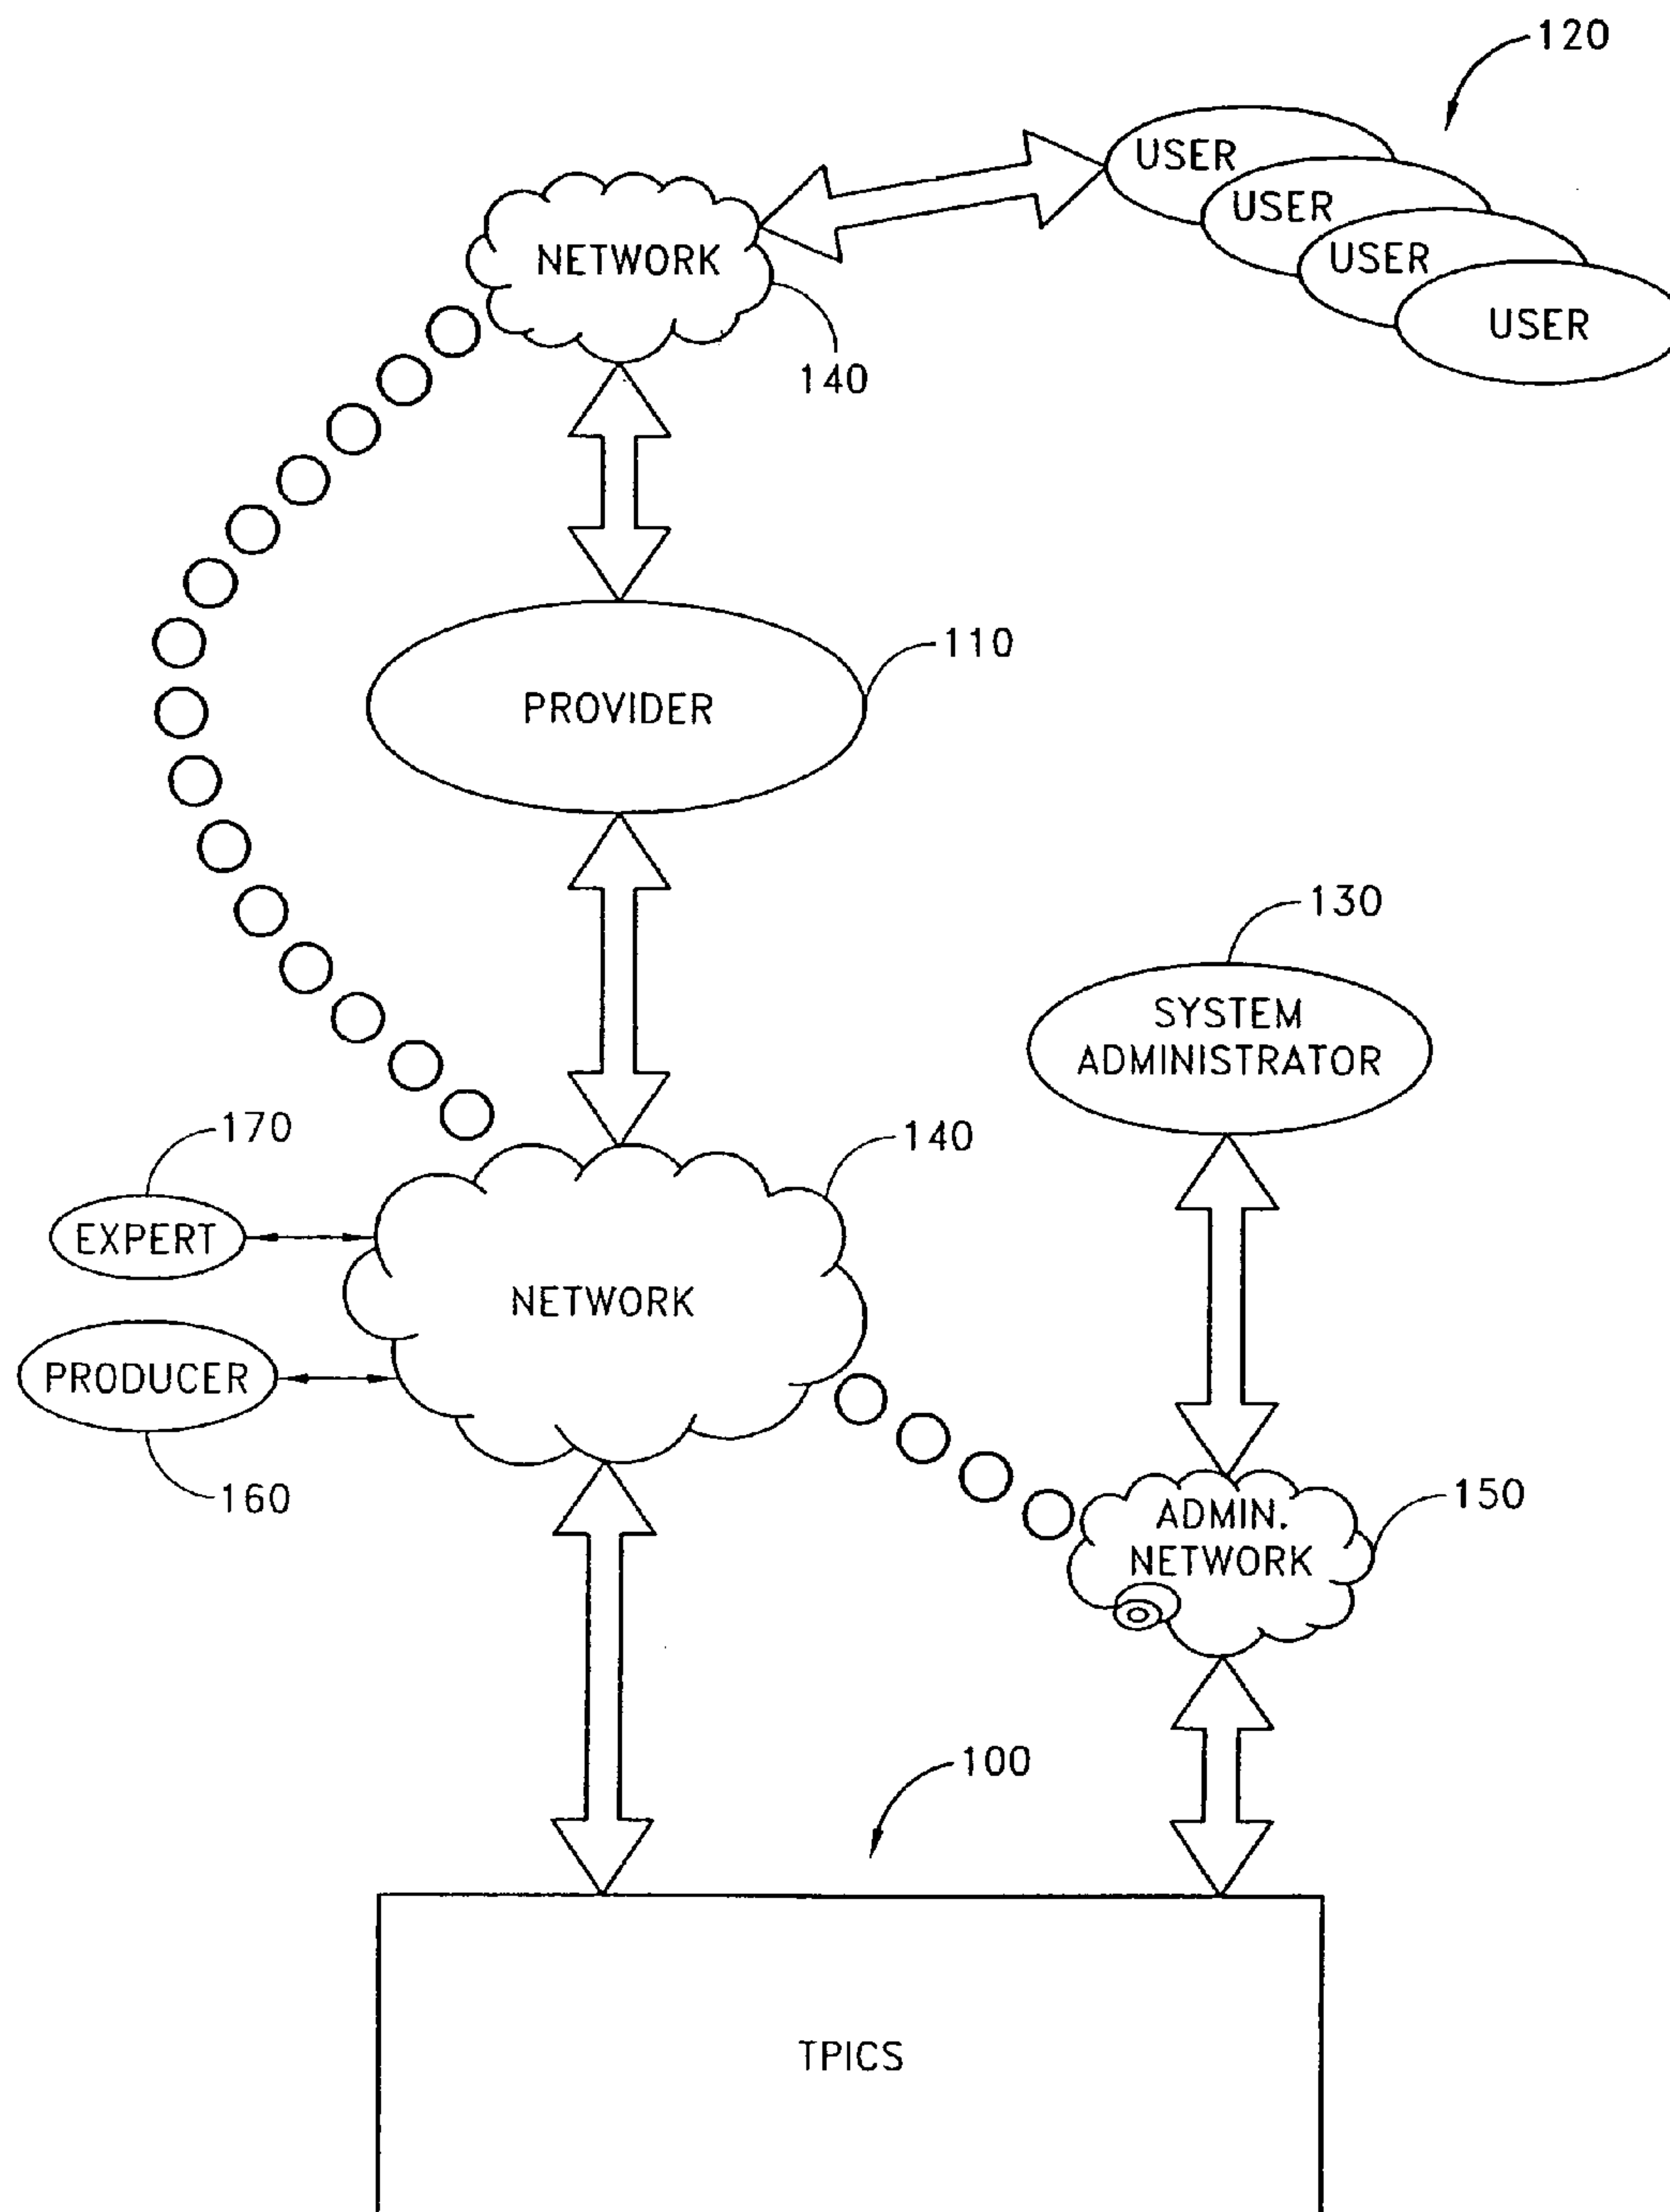 120
USER
USER
USER
USER
NETWORK
140
110
PROVIDER
130
SYSTEM
ADMINISTRATOR
170
140
EXPERT
NETWORK
PRODUCER
160
150
ADMIN.
NETWORK
100
TPICS